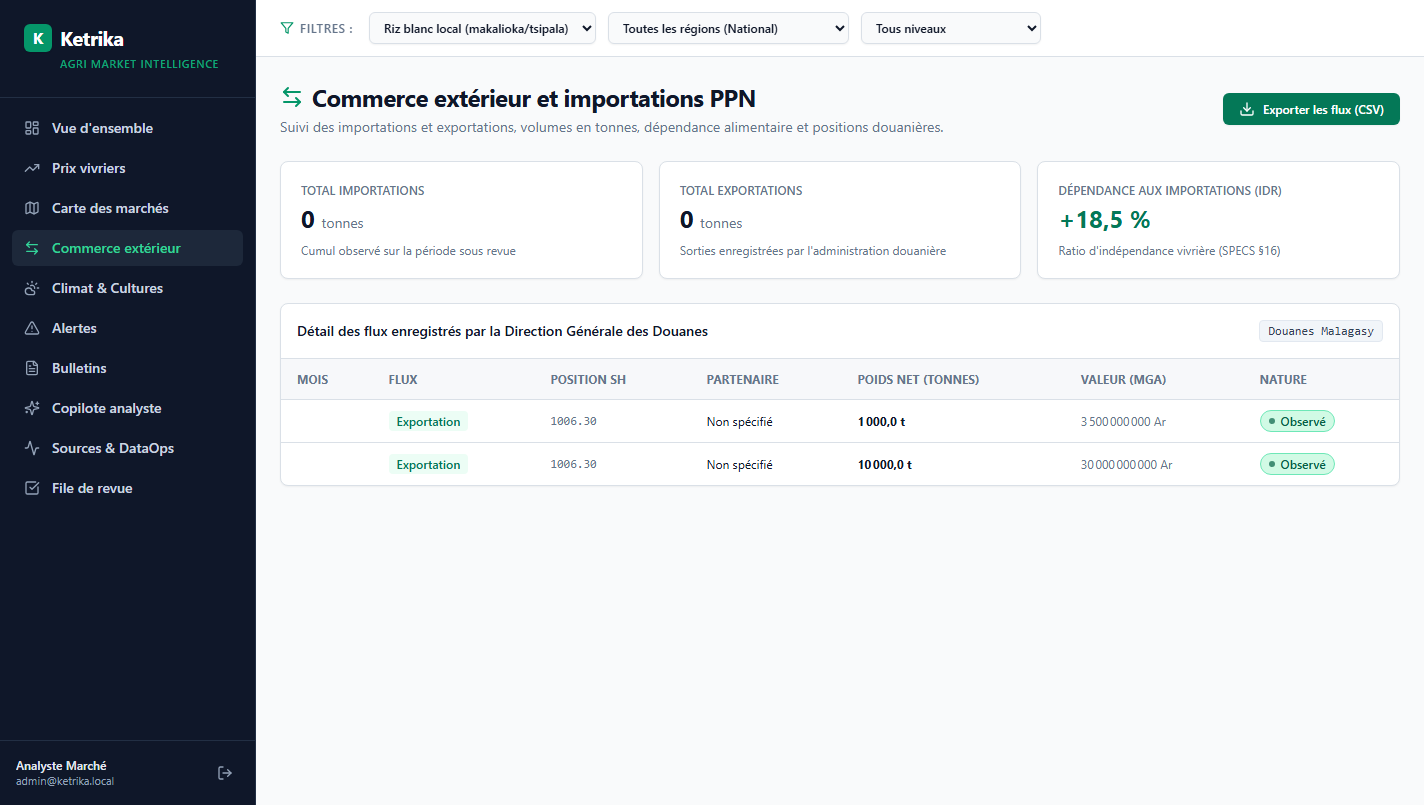 K Ketrika
AGRI MARKET INTELLIGENCE
Vue d'ensemble
Prix vivriers
Carte des marchés
Commerce extérieur
Climat & Cultures
Alertes
Bulletins
Copilote analyste
Sources & DataOps
File de revue
Analyste Marché
admin@ketrika.local
FILTRES : Riz blanc local (makalioka/tsipala) Toutes les régions (National) Tous niveaux
Commerce extérieur et importations PPN
Suivi des importations et exportations, volumes en tonnes, dépendance alimentaire et positions douanières.
Exporter les flux (CSV)
TOTAL IMPORTATIONS
0 tonnes
Cumul observé sur la période sous revue
TOTAL EXPORTATIONS
0 tonnes
Sorties enregistrées par l'administration douanière
DÉPENDANCE AUX IMPORTATIONS (IDR)
+18,5 %
Ratio d'indépendance vivrière (SPECS §16)
Détail des flux enregistrés par la Direction Générale des Douanes Douanes Malagasy
MOIS FLUX POSITION SH PARTENAIRE POIDS NET (TONNES) VALEUR (MGA) NATURE
Exportation 1006.30 Non spécifié 1 000,0 t 3 500 000 000 Ar Observé
Exportation 1006.30 Non spécifié 10 000,0 t 30 000 000 000 Ar Observé